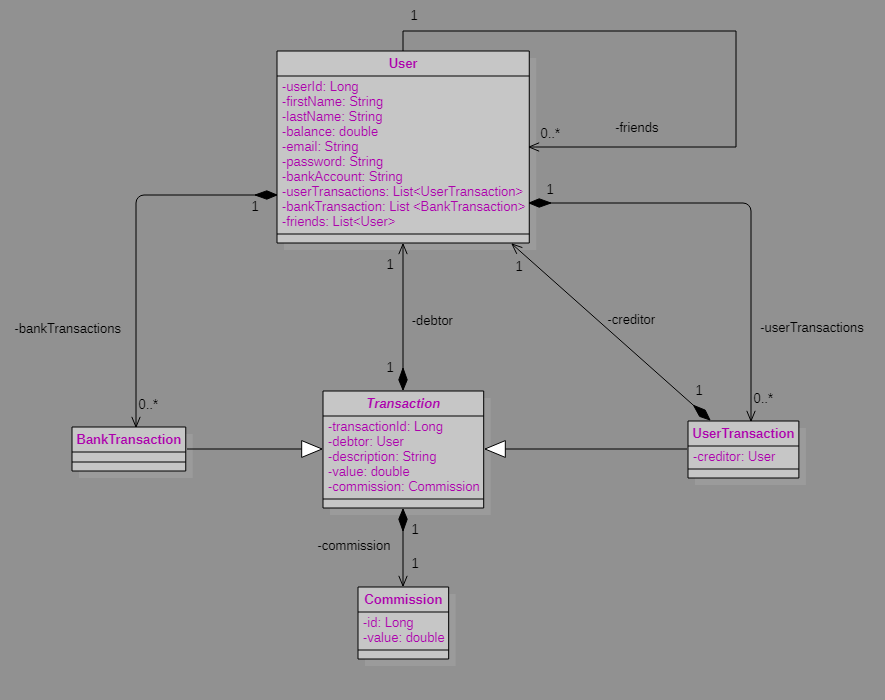 1
User
-userId: Long
-firstName: String
-lastName: String
-balance: double
-email: String
-password: String
-bankAccount: String
-userTransactions: List<UserTransaction>
-bankTransaction: List <BankTransaction>
-friends: List<User>
0..*
-friends
1
1
1
1
-bankTransactions
-debtor
-creditor
-userTransactions
1
1
0..*
0..*
BankTransaction
Transaction
-transactionId: Long
-debtor: User
-description: String
-value: double
-commission: Commission
UserTransaction
-creditor: User
1
-commission
1
Commission
-id: Long
-value: double